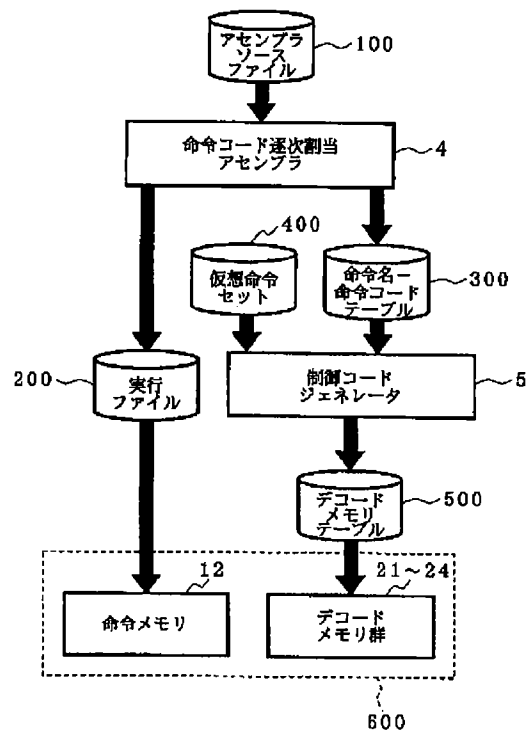 アセンブラ
ソース
ファイル
100
命令コード逐次割当
アセンブラ
4
400
仮想命令
セット
命令名ー
命令コード
テーブル
300
200
実行
ファイル
制御コード
ジェネレータ
5
デコード
メモリ
テーブル
500
12
命令メモリ
21～24
デコード
メモリ群
600